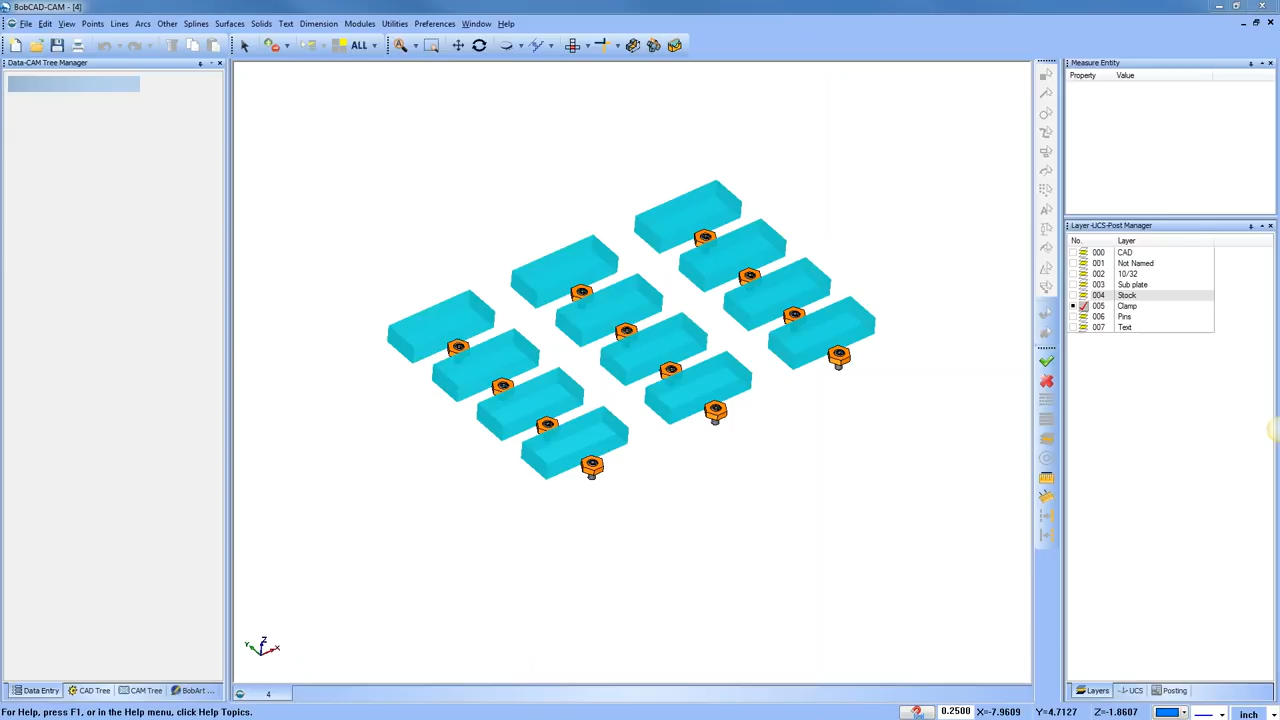 BobCAD-CAM - [4]
File Edit View Points Lines Arcs Other Splines Surfaces Solids Text Dimension Modules Utilities Preferences Window Help
ALL
Data-CAM Tree Manager
Measure Entity
Property Value
Layer-UCS-Post Manager
No. Layer
000 CAD
001 Not Named
002 10/32
003 Sub plate
004 Stock
005 Clamp
006 Pins
007 Text
Z
Y
X
Data Entry CAD Tree CAM Tree BobArt ...
4
Layers UCS Posting
For Help, press F1, or in the Help menu, click Help Topics.
0.2500 X=-7.9609 Y=4.7127 Z=-1.8607
inch